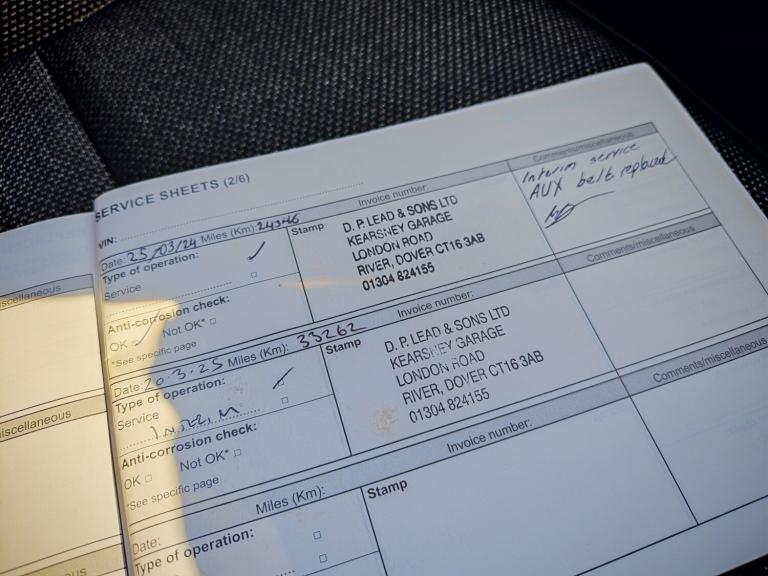 SERVICE SHEETS (2/6)
VIN:
Invoice number:
Comments/miscellaneous
Date: 25/03/24 Miles (Km): 24346
Stamp
Type of operation:
Service
D. P. LEAD & SONS LTD
KEARSNEY GARAGE
LONDON ROAD
RIVER, DOVER CT16 3AB
01304 824155
Interim service
AUX belt replaced
Anti-corrosion check:
OK Not OK*
*See specific page
Invoice number:
Comments/miscellaneous
Date: 20.3.25 Miles (Km): 33262
Stamp
Type of operation:
Service
INTERIM
D. P. LEAD & SONS LTD
KEARSNEY GARAGE
LONDON ROAD
RIVER, DOVER CT16 3AB
01304 824155
Anti-corrosion check:
OK Not OK*
*See specific page
Invoice number:
Comments/miscellaneous
Date:
Miles (Km):
Stamp
Type of operation:
iscellaneous
iscellaneous
ous